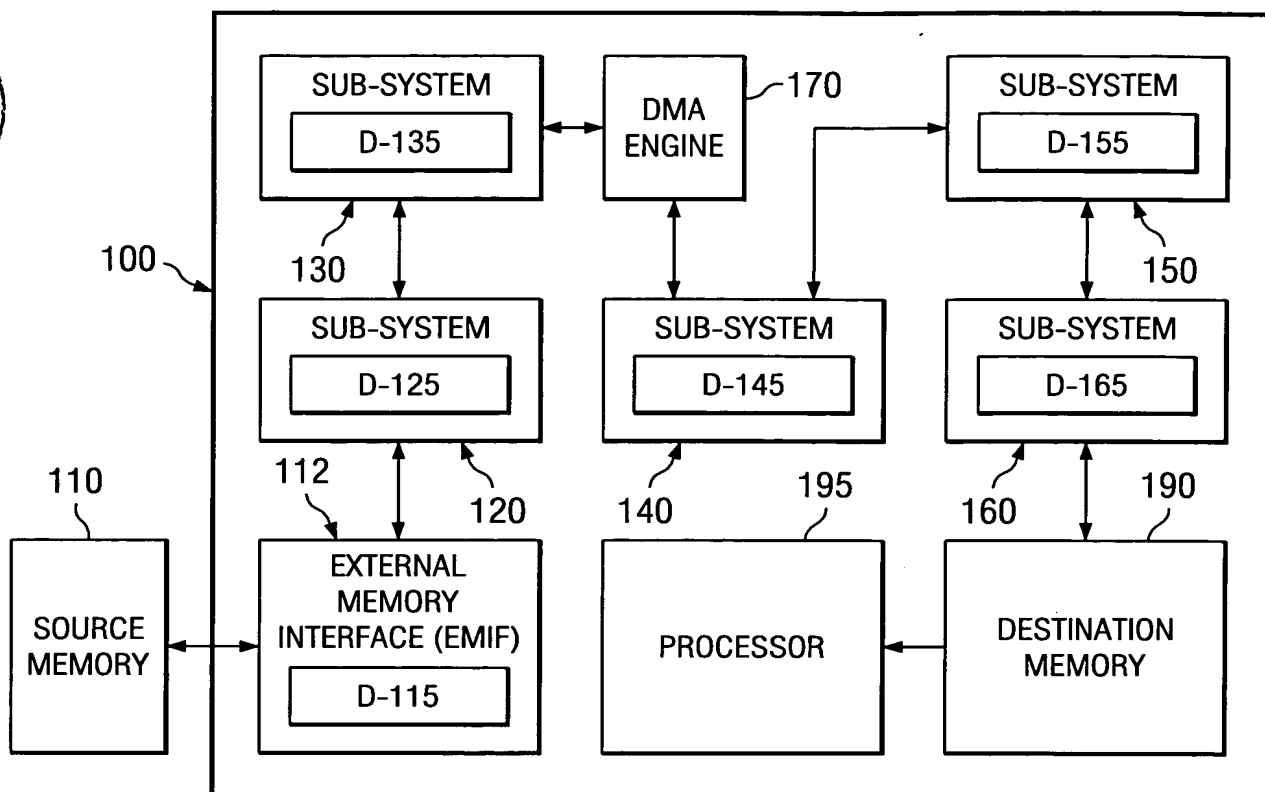 SUB-SYSTEM
D-135
130
DMA
ENGINE
170
SUB-SYSTEM
D-155
150
100
SUB-SYSTEM
D-125
120
SUB-SYSTEM
D-145
140
SUB-SYSTEM
D-165
160
110
SOURCE
MEMORY
112
EXTERNAL
MEMORY
INTERFACE (EMIF)
D-115
195
PROCESSOR
190
DESTINATION
MEMORY